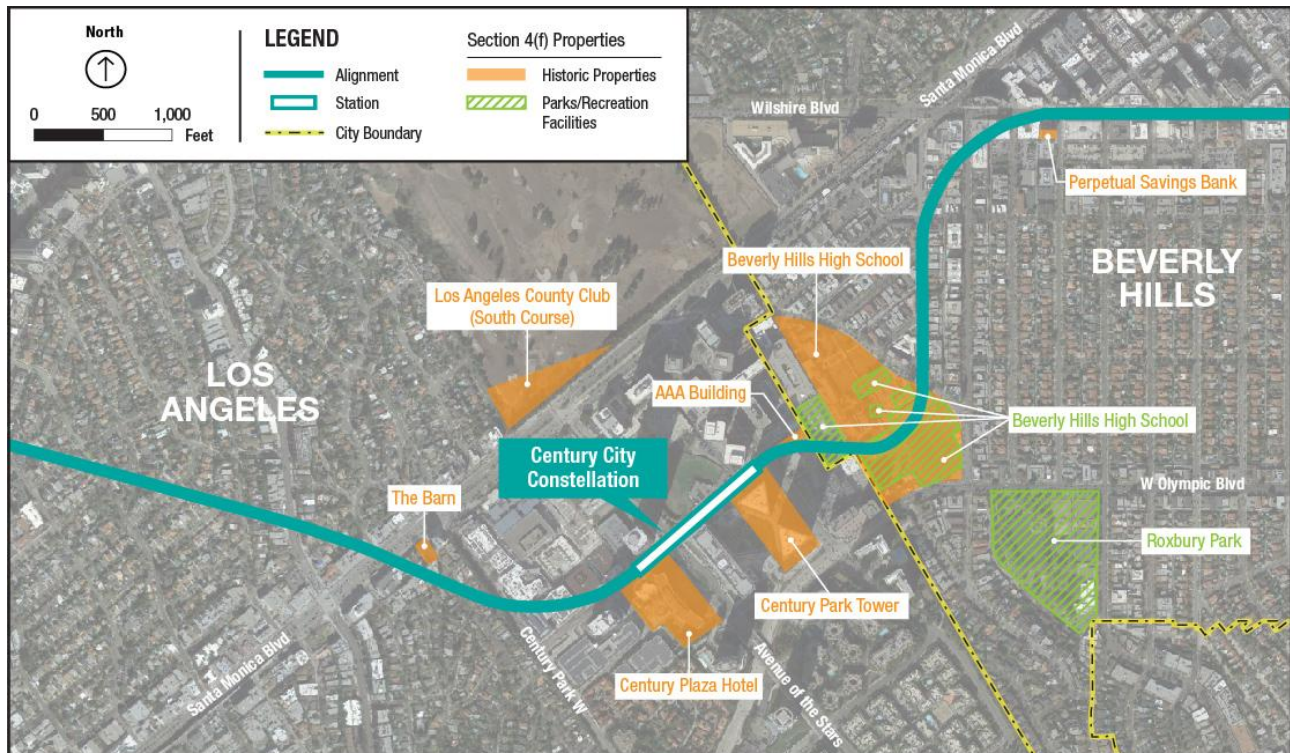 North
0 500 1,000
Feet
LEGEND
Alignment
Station
City Boundary
Section 4(f) Properties
Historic Properties
Parks/Recreation
Facilities
Santa Monica Blvd
Wilshire Blvd
Perpetual Savings Bank
Beverly Hills High School
BEVERLY
HILLS
Los Angeles County Club
(South Course)
LOS
ANGELES
AAA Building
Beverly Hills High School
Century City
Constellation
W Olympic Blvd
The Barn
Roxbury Park
Century Park Tower
Santa Monica Blvd
Century Park W
Century Plaza Hotel
Avenue of the Stars